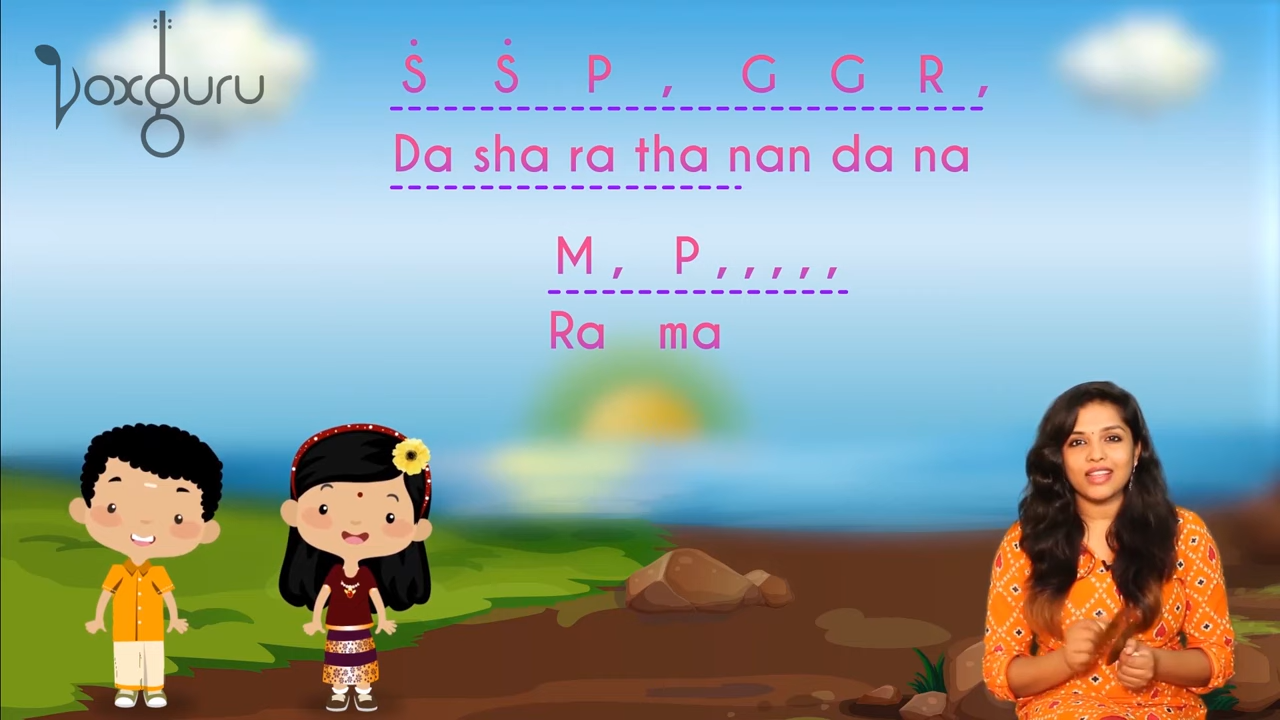 Voxguru
Ṡ Ṡ P , G G R ,
Da sha ra tha nan da na
M , P , , , , ,
Ra ma